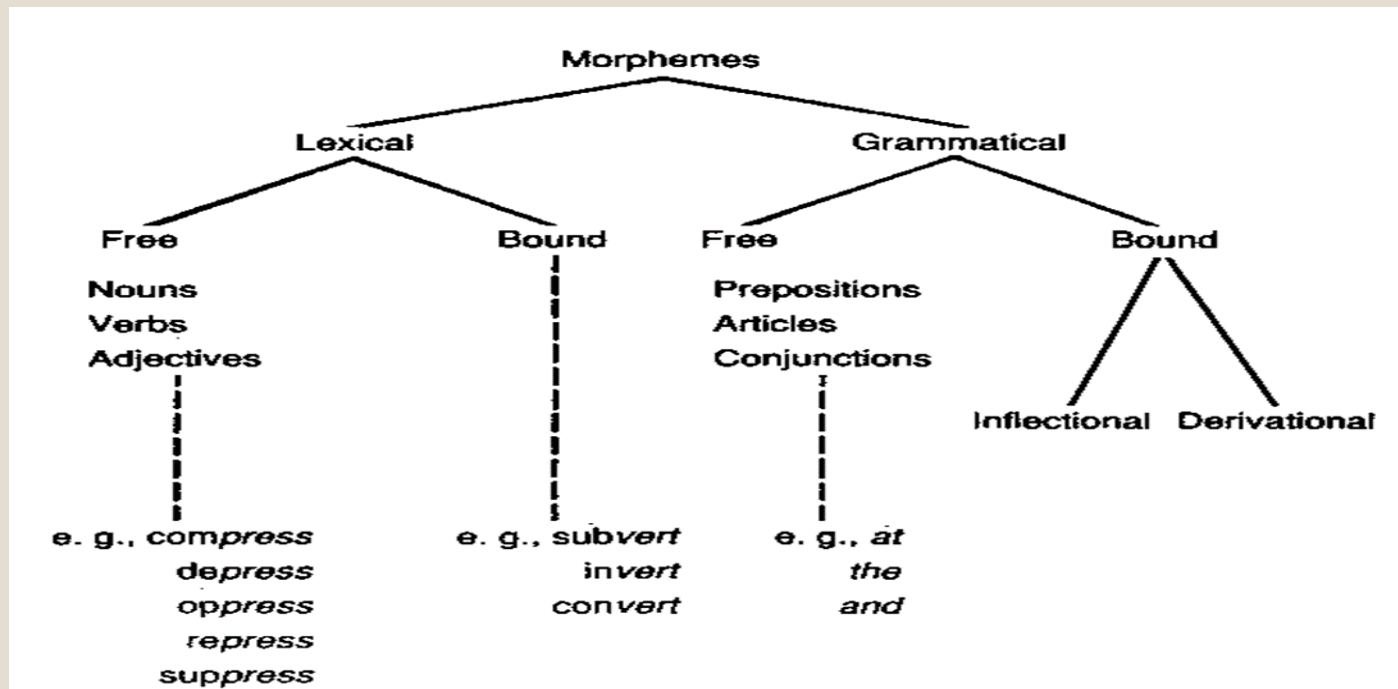 Morphemes
Lexical Grammatical
Free Bound Free Bound
Nouns Prepositions
Verbs Articles
Adjectives Conjunctions
Inflectional Derivational
e. g., compress e. g., subvert e. g., at
depress invert the
oppress convert and
repress
suppress